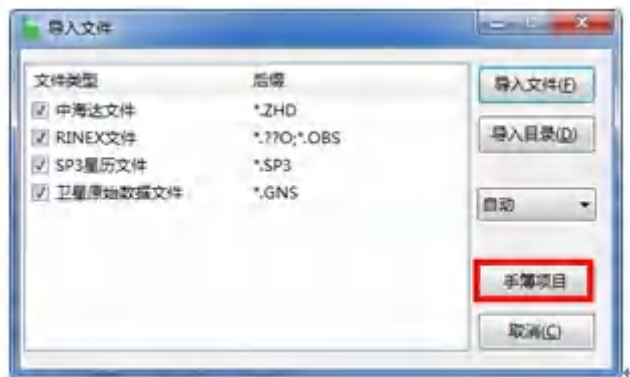 导入文件
文件类型 后缀
中海达文件 *.ZHD
RINEX文件 *.??O;*.OBS
SP3星历文件 *.SP3
卫星原始数据文件 *.GNS
导入文件(F)
导入目录(D)
自动
手簿项目
取消(C)